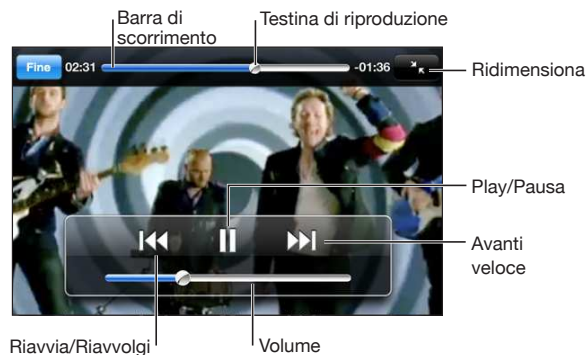 Barra di
scorrimento
Testina di riproduzione
Fine
02:31
-01:36
Ridimensiona
Play/Pausa
Avanti
veloce
Riavvia/Riavvolgi
Volume